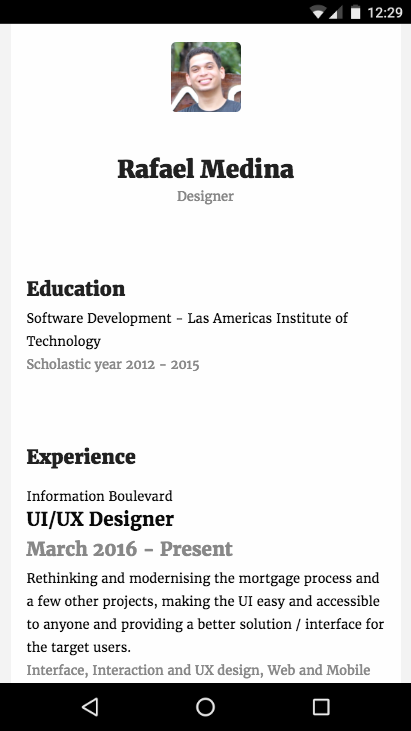 12:29
Rafael Medina
Designer
Education
Software Development - Las Americas Institute of
Technology
Scholastic year 2012 - 2015
Experience
Information Boulevard
UI/UX Designer
March 2016 - Present
Rethinking and modernising the mortgage process and
a few other projects, making the UI easy and accessible
to anyone and providing a better solution / interface for
the target users.
Interface, Interaction and UX design, Web and Mobile